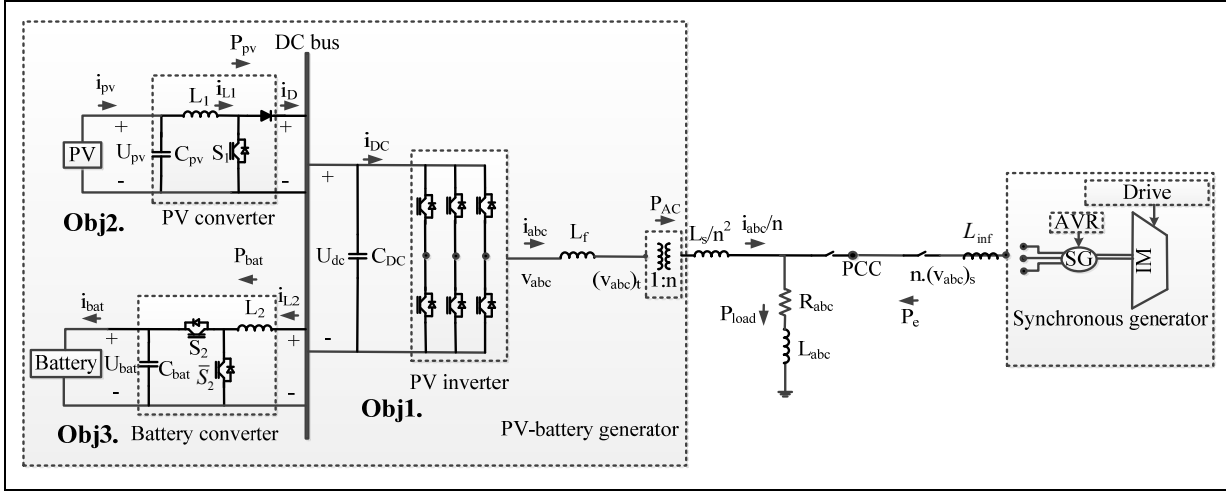 DC bus
P_pv
i_pv
L_1
i_L1
i_D
+
+
PV
U_pv
C_pv
S_1
-
-
Obj2.
PV converter
i_DC
+
U_dc
C_DC
-
PV inverter
Obj1.
P_bat
i_bat
L_2
i_L2
+
+
Battery
U_bat
C_bat
S_2
S̅_2
-
-
Obj3.
Battery converter
PV-battery generator
i_abc
L_f
v_abc
(v_abc)_t
P_AC
1:n
L_s/n²
i_abc/n
P_load
R_abc
L_abc
PCC
n.(v_abc)_s
P_e
L_inf
Drive
AVR
SG
IM
Synchronous generator